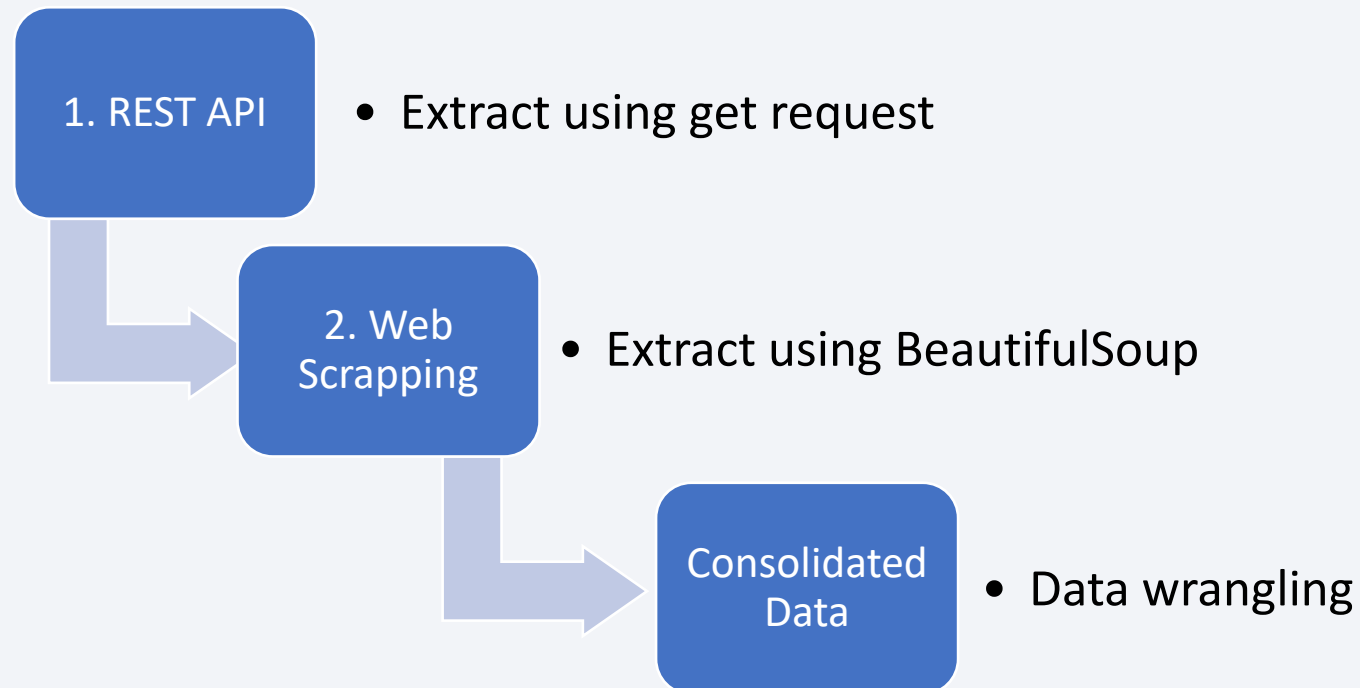 1. REST API
• Extract using get request
2. Web
Scrapping
• Extract using BeautifulSoup
Consolidated
Data
• Data wrangling